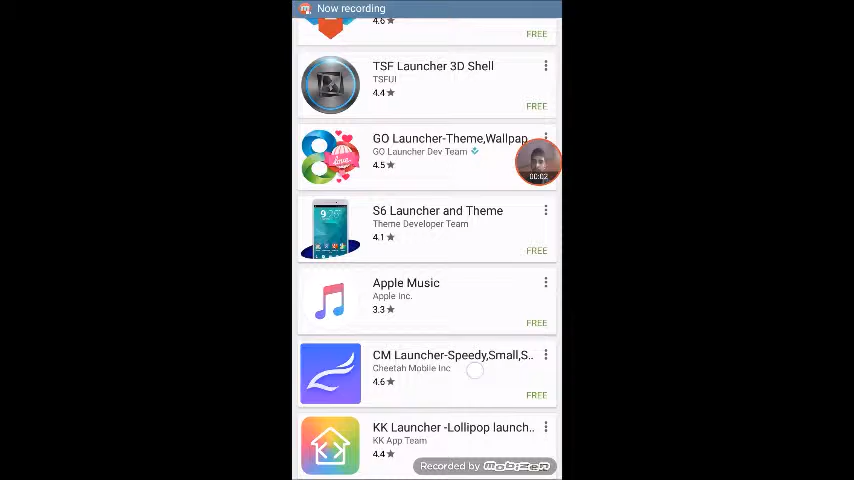 Now recording
4.6★
FREE
TSF Launcher 3D Shell
TSFUI
4.4★
FREE
GO Launcher-Theme,Wallpap
GO Launcher Dev Team
4.5★
00:02
S6 Launcher and Theme
Theme Developer Team
4.1★
FREE
Apple Music
Apple Inc.
3.3★
FREE
CM Launcher-Speedy,Small,S..
Cheetah Mobile Inc
4.6★
FREE
KK Launcher -Lollipop launch..
KK App Team
4.4★
Recorded by mobizen